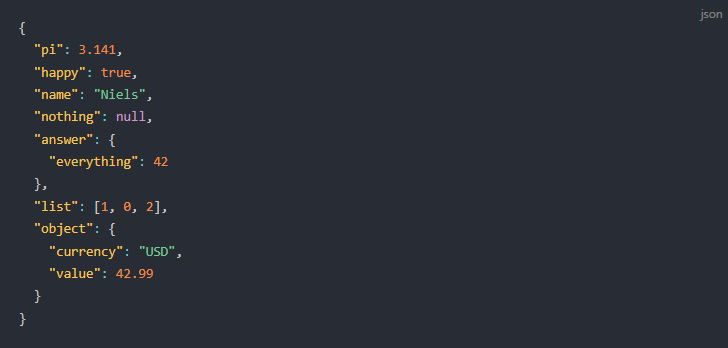 json
{
  "pi": 3.141,
  "happy": true,
  "name": "Niels",
  "nothing": null,
  "answer": {
    "everything": 42
  },
  "list": [1, 0, 2],
  "object": {
    "currency": "USD",
    "value": 42.99
  }
}